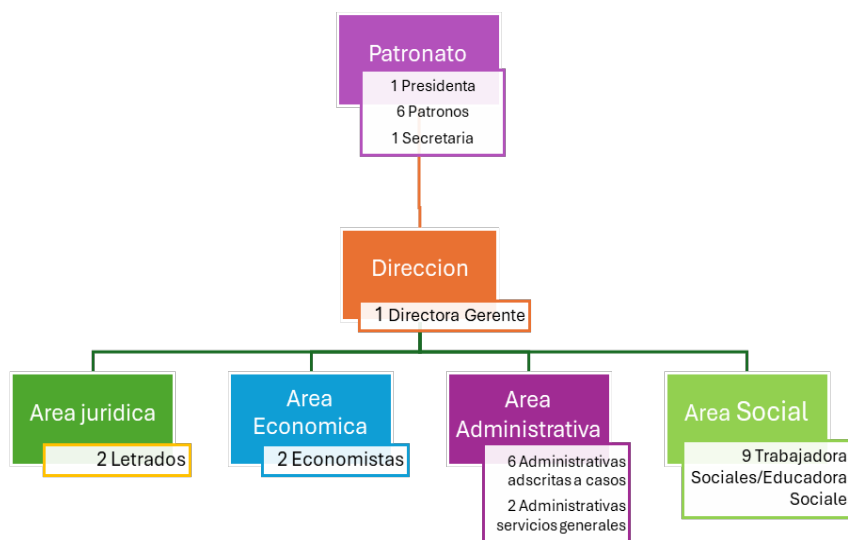 Patronato
1 Presidenta
6 Patronos
1 Secretaria
Direccion
1 Directora Gerente
Area juridica
2 Letrados
Area
Economica
2 Economistas
Area
Administrativa
6 Administrativas
adscritas a casos
2 Administrativas
servicios generales
Area Social
9 Trabajadora
Sociales/Educadora
Sociale